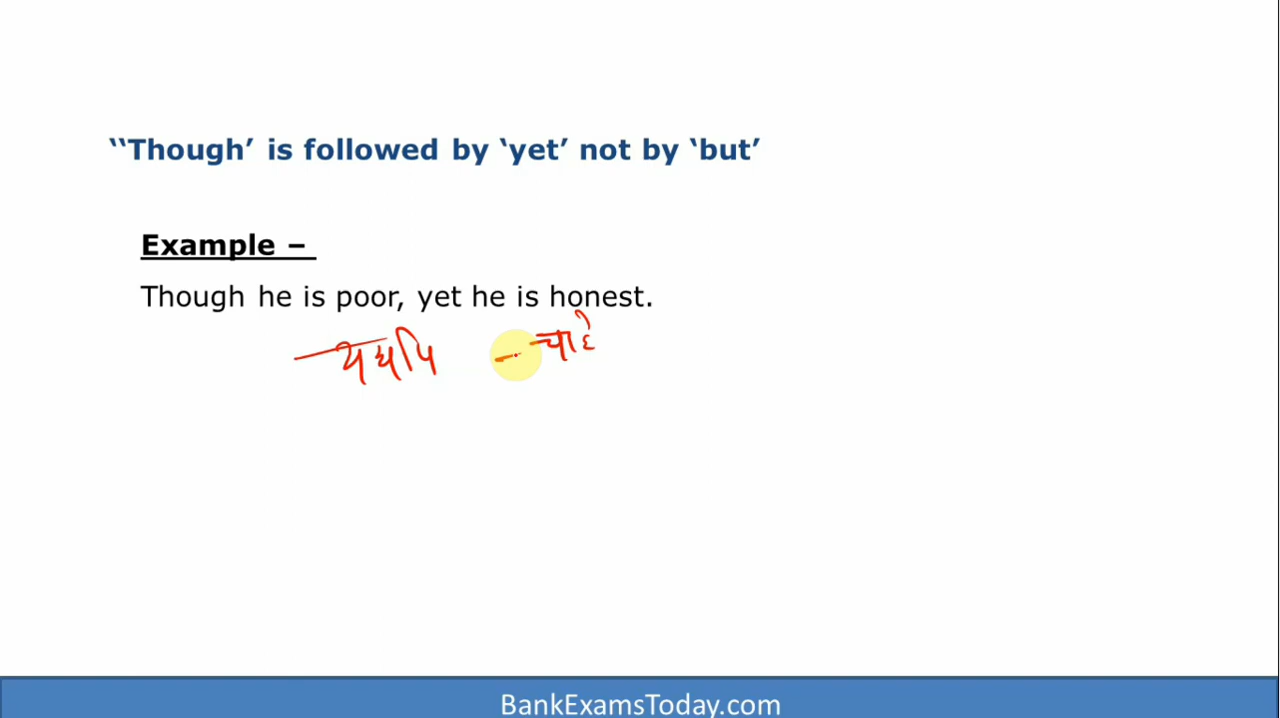 ‘‘Though’ is followed by ‘yet’ not by ‘but’
Example –
Though he is poor, yet he is honest.
यद्यपि - चाहे
BankExamsToday.com